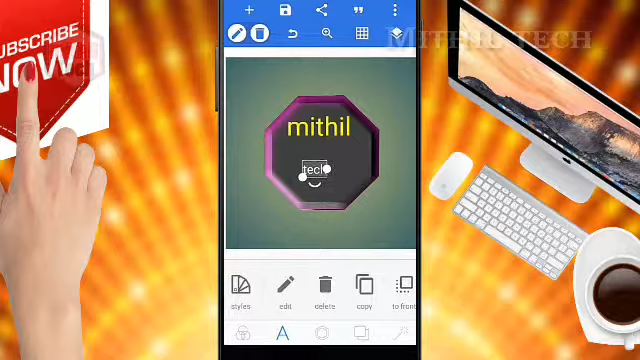 SUBSCRIBE
NOW
MITHIL TECH
mithil
tech
styles
edit
delete
copy
to front
A